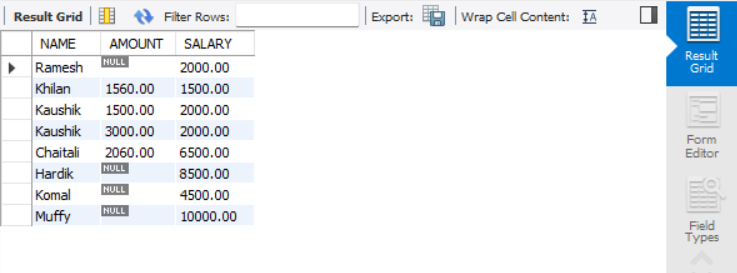 Result Grid Filter Rows: Export: Wrap Cell Content:
NAME AMOUNT SALARY
Ramesh NULL 2000.00
Khilan 1560.00 1500.00
Kaushik 1500.00 2000.00
Kaushik 3000.00 2000.00
Chaitali 2060.00 6500.00
Hardik NULL 8500.00
Komal NULL 4500.00
Muffy NULL 10000.00
Result
Grid
Form
Editor
Field
Types